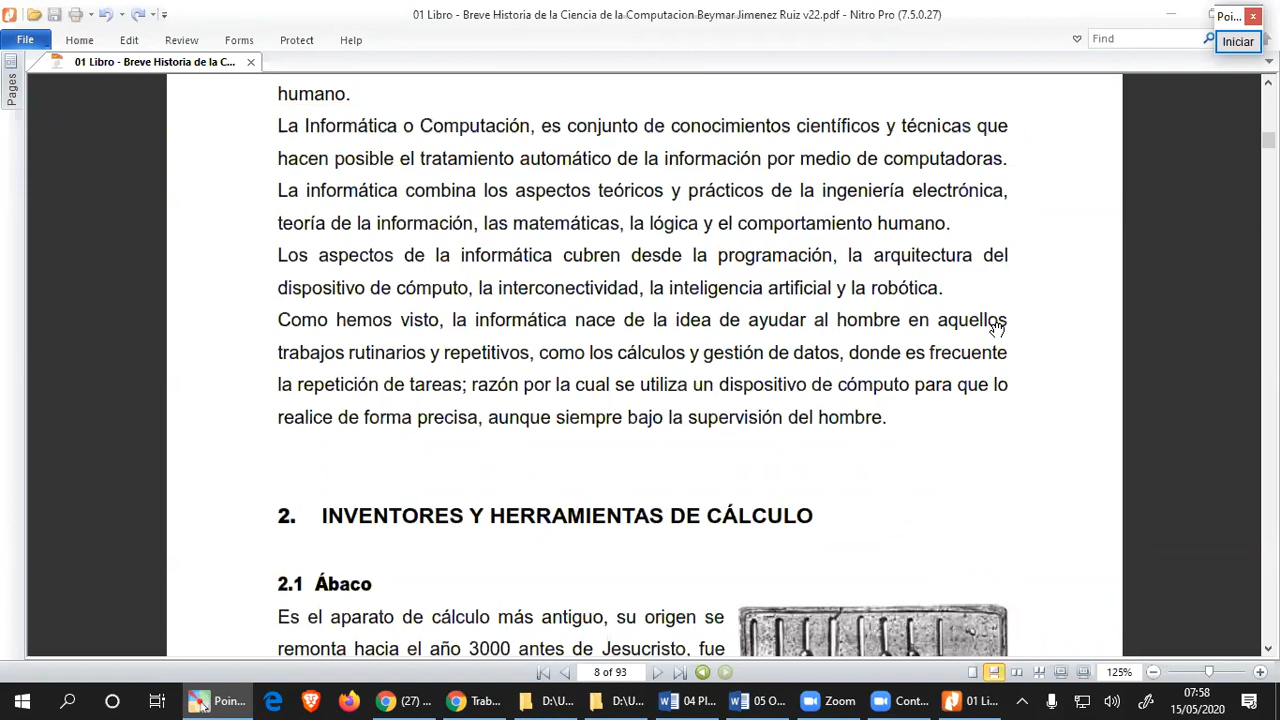 01 Libro - Breve Historia de la Ciencia de la Computacion Beymar Jimenez Ruiz v22.pdf - Nitro Pro (7.5.0.27)
Poi...
File Home Edit Review Forms Protect Help
Find
Iniciar
01 Libro - Breve Historia de la C...
Pages
humano.
La Informática o Computación, es conjunto de conocimientos científicos y técnicas que
hacen posible el tratamiento automático de la información por medio de computadoras.
La informática combina los aspectos teóricos y prácticos de la ingeniería electrónica,
teoría de la información, las matemáticas, la lógica y el comportamiento humano.
Los aspectos de la informática cubren desde la programación, la arquitectura del
dispositivo de cómputo, la interconectividad, la inteligencia artificial y la robótica.
Como hemos visto, la informática nace de la idea de ayudar al hombre en aquellos
trabajos rutinarios y repetitivos, como los cálculos y gestión de datos, donde es frecuente
la repetición de tareas; razón por la cual se utiliza un dispositivo de cómputo para que lo
realice de forma precisa, aunque siempre bajo la supervisión del hombre.
2. INVENTORES Y HERRAMIENTAS DE CÁLCULO
2.1 Ábaco
Es el aparato de cálculo más antiguo, su origen se
remonta hacia el año 3000 antes de Jesucristo, fue
8 of 93
125%
Poin... (27) ... Trab... D:\U... D:\U... 04 Pl... 05 O... Zoom Cont... 01 Li...
07:58
15/05/2020